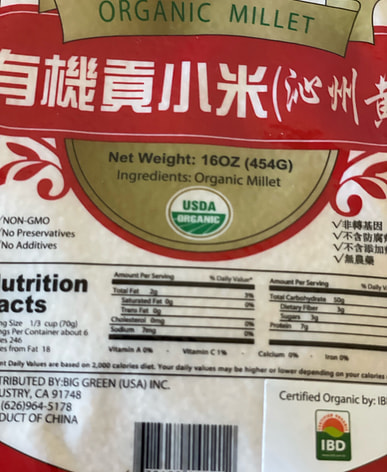 ORGANIC MILLET
有機貢小米(沁州黃
Net Weight: 16OZ (454G)
Ingredients: Organic Millet
USDA
ORGANIC
√NON-GMO
√No Preservatives
√No Additives
√非轉基因
√不含防腐
√不含添加
√無農藥
utrition
acts
ng Size 1/3 cup (70g)
ngs Per Container about 6
es 246
es from Fat 18
Amount Per Serving % Daily Value*
Total Fat 2g 3%
Saturated Fat 0g 0%
Trans Fat 0g
Cholesterol 0mg 0%
Sodium 7mg 0%
Amount Per Serving % Daily V
Total Carbohydrate 50g
Dietary Fiber 3g
Sugars 3g
Protein 7g
Vitamin A 0% Vitamin C 1% Calcium 0% Iron 0%
nt Daily Values are based on 2,000 calories diet. Your daily values may be higher or lower depending on your calories
TRIBUTED BY:BIG GREEN (USA) INC.
USTRY, CA 91748
(626)964-5178
DUCT OF CHINA
Certified Organic by: IB
IBD